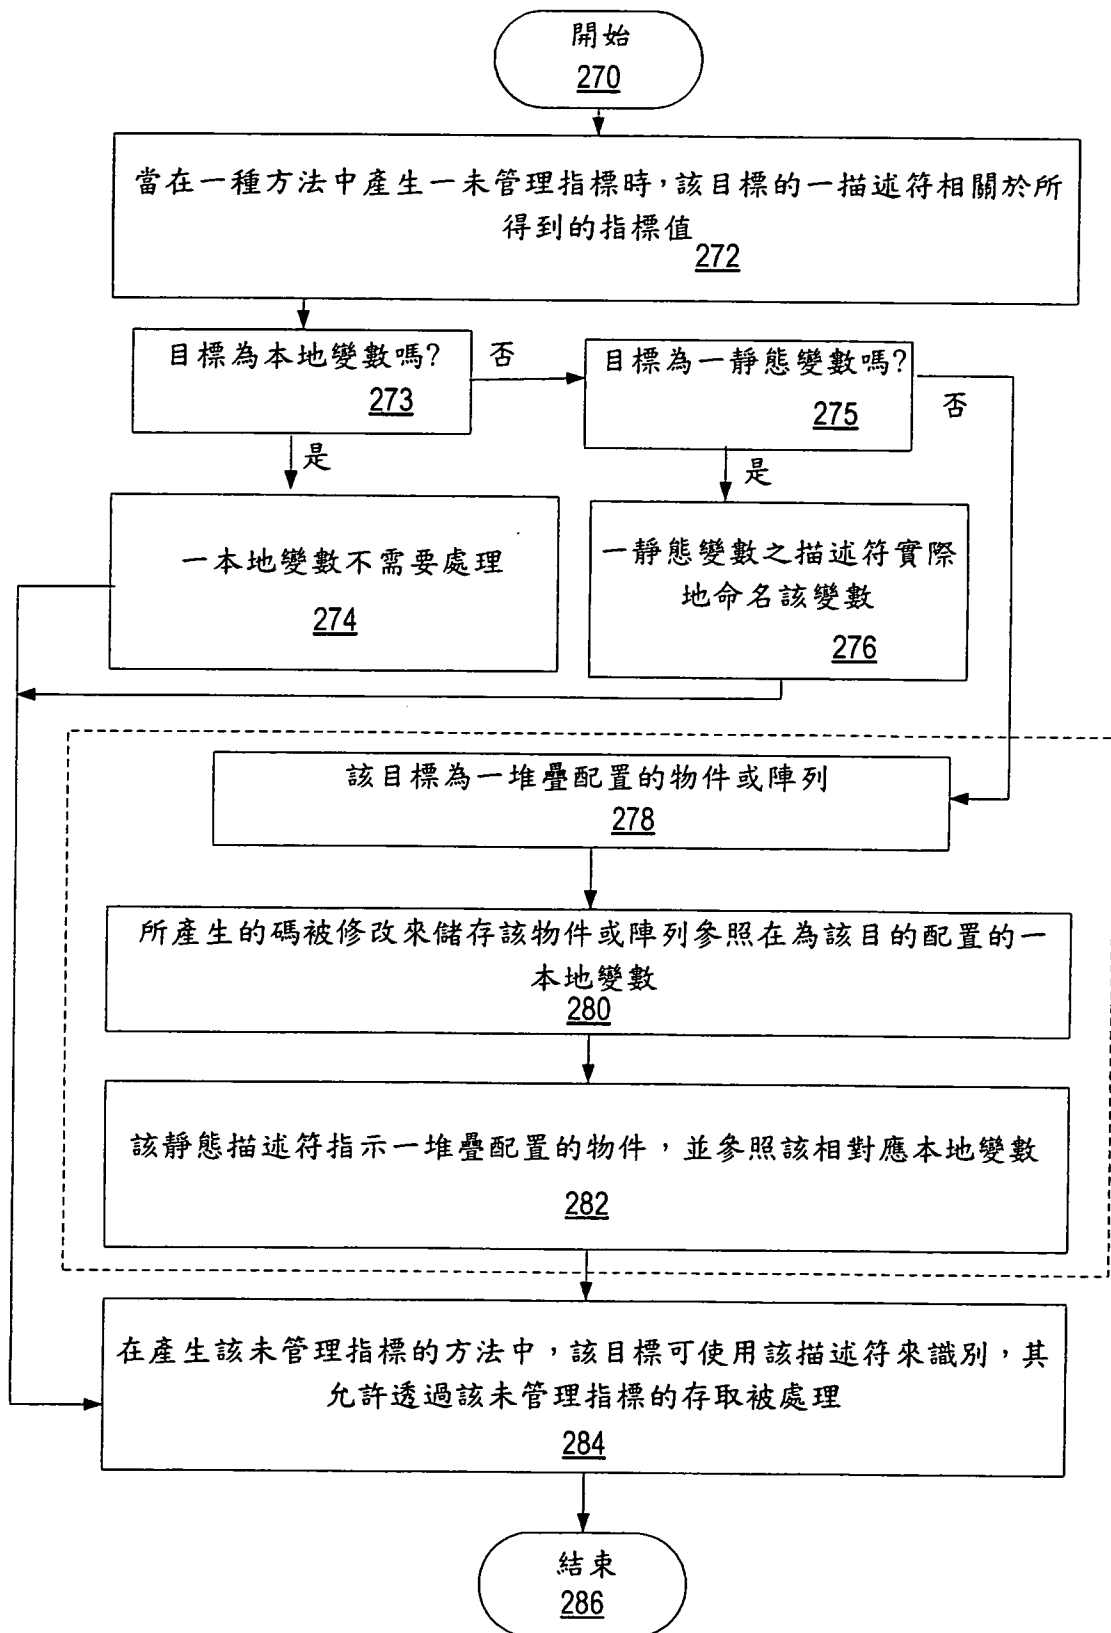 開始
270
當在一種方法中產生一未管理指標時,該目標的一描述符相關於所
得到的指標值
272
目標為本地變數嗎?
273
否
目標為一靜態變數嗎?
275
否
是
是
一本地變數不需要處理
274
一靜態變數之描述符實際
地命名該變數
276
該目標為一堆疊配置的物件或陣列
278
所產生的碼被修改來儲存該物件或陣列參照在為該目的配置的一
本地變數
280
該靜態描述符指示一堆疊配置的物件,並參照該相對應本地變數
282
在產生該未管理指標的方法中,該目標可使用該描述符來識別,其
允許透過該未管理指標的存取被處理
284
結束
286